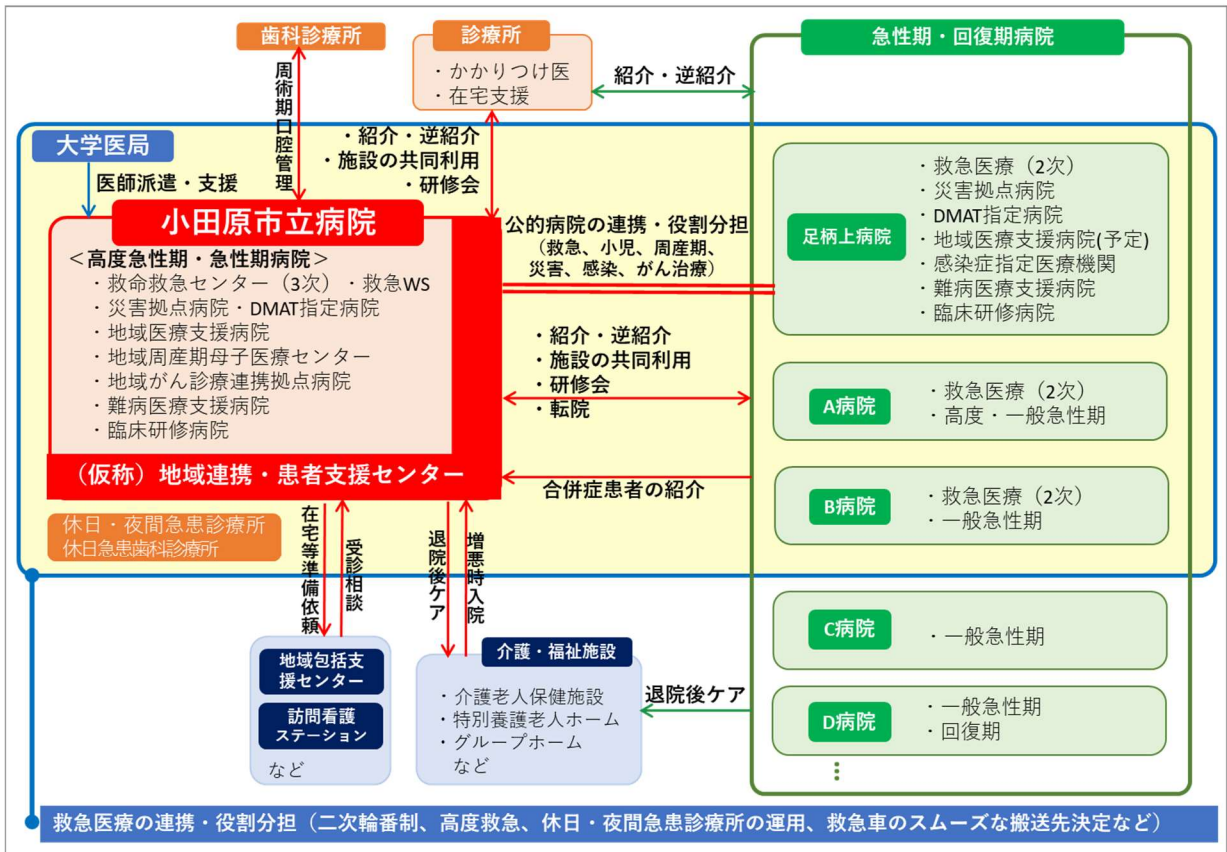 歯科診療所
周術期口腔管理
診療所
・かかりつけ医
・在宅支援
紹介・逆紹介
急性期・回復期病院
大学医局
医師派遣・支援
・紹介・逆紹介
・施設の共同利用
・研修会
小田原市立病院
＜高度急性期・急性期病院＞
・救命救急センター（3次）・救急WS
・災害拠点病院・DMAT指定病院
・地域医療支援病院
・地域周産期母子医療センター
・地域がん診療連携拠点病院
・難病医療支援病院
・臨床研修病院
（仮称）地域連携・患者支援センター
公的病院の連携・役割分担
（救急、小児、周産期、
災害、感染、がん治療）
足柄上病院
・救急医療（2次）
・災害拠点病院
・DMAT指定病院
・地域医療支援病院(予定)
・感染症指定医療機関
・難病医療支援病院
・臨床研修病院
・紹介・逆紹介
・施設の共同利用
・研修会
・転院
A病院
・救急医療（2次）
・高度・一般急性期
合併症患者の紹介
B病院
・救急医療（2次）
・一般急性期
休日・夜間急患診療所
休日急患歯科診療所
在宅等準備依頼
受診相談
退院後ケア
増悪時入院
C病院
・一般急性期
地域包括支
援センター
訪問看護
ステーション
など
介護・福祉施設
・介護老人保健施設
・特別養護老人ホーム
・グループホーム
など
退院後ケア
D病院
・一般急性期
・回復期
⋮
救急医療の連携・役割分担（二次輪番制、高度救急、休日・夜間急患診療所の運用、救急車のスムーズな搬送先決定など）